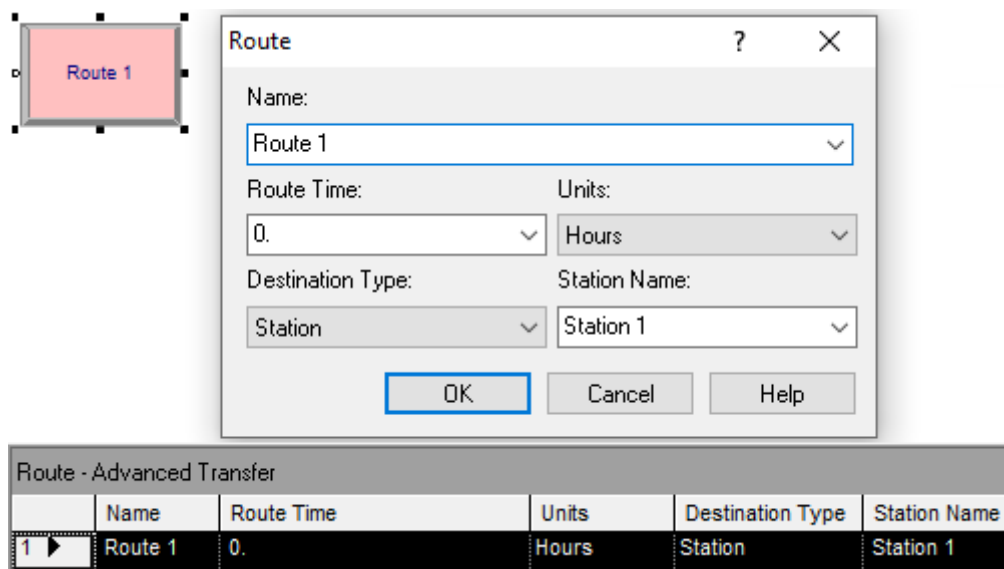 Route 1
Route ? X
Name:
Route 1
Route Time: Units:
0. Hours
Destination Type: Station Name:
Station Station 1
OK Cancel Help
Route - Advanced Transfer
Name Route Time Units Destination Type Station Name
1 Route 1 0. Hours Station Station 1